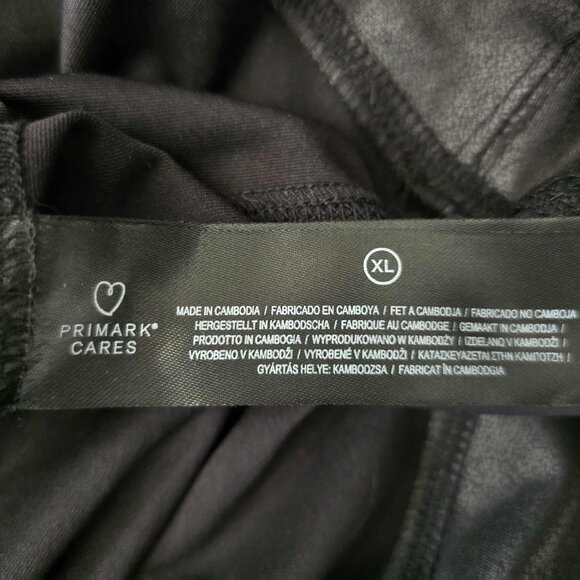 XL
PRIMARK®
CARES
MADE IN CAMBODIA / FABRICADO EN CAMBOYA / FET A CAMBODJA / FABRICADO NO CAMBOJA
HERGESTELLT IN KAMBODSCHA / FABRIQUE AU CAMBODGE / GEMAAKT IN CAMBODJA /
PRODOTTO IN CAMBOGIA / WYPRODUKOWANO W KAMBODŻY / IZDELANO V KAMBODŽI
VYROBENO V KAMBODŽI / VYROBENÉ V KAMBODŽI / ΚΑΤΑΣΚΕΥΑΖΕΤΑΙ ΣΤΗΝ ΚΑΜΠΟΤΖΗ /
GYÁRTÁS HELYE: KAMBODZSA / FABRICAT ÎN CAMBODGIA